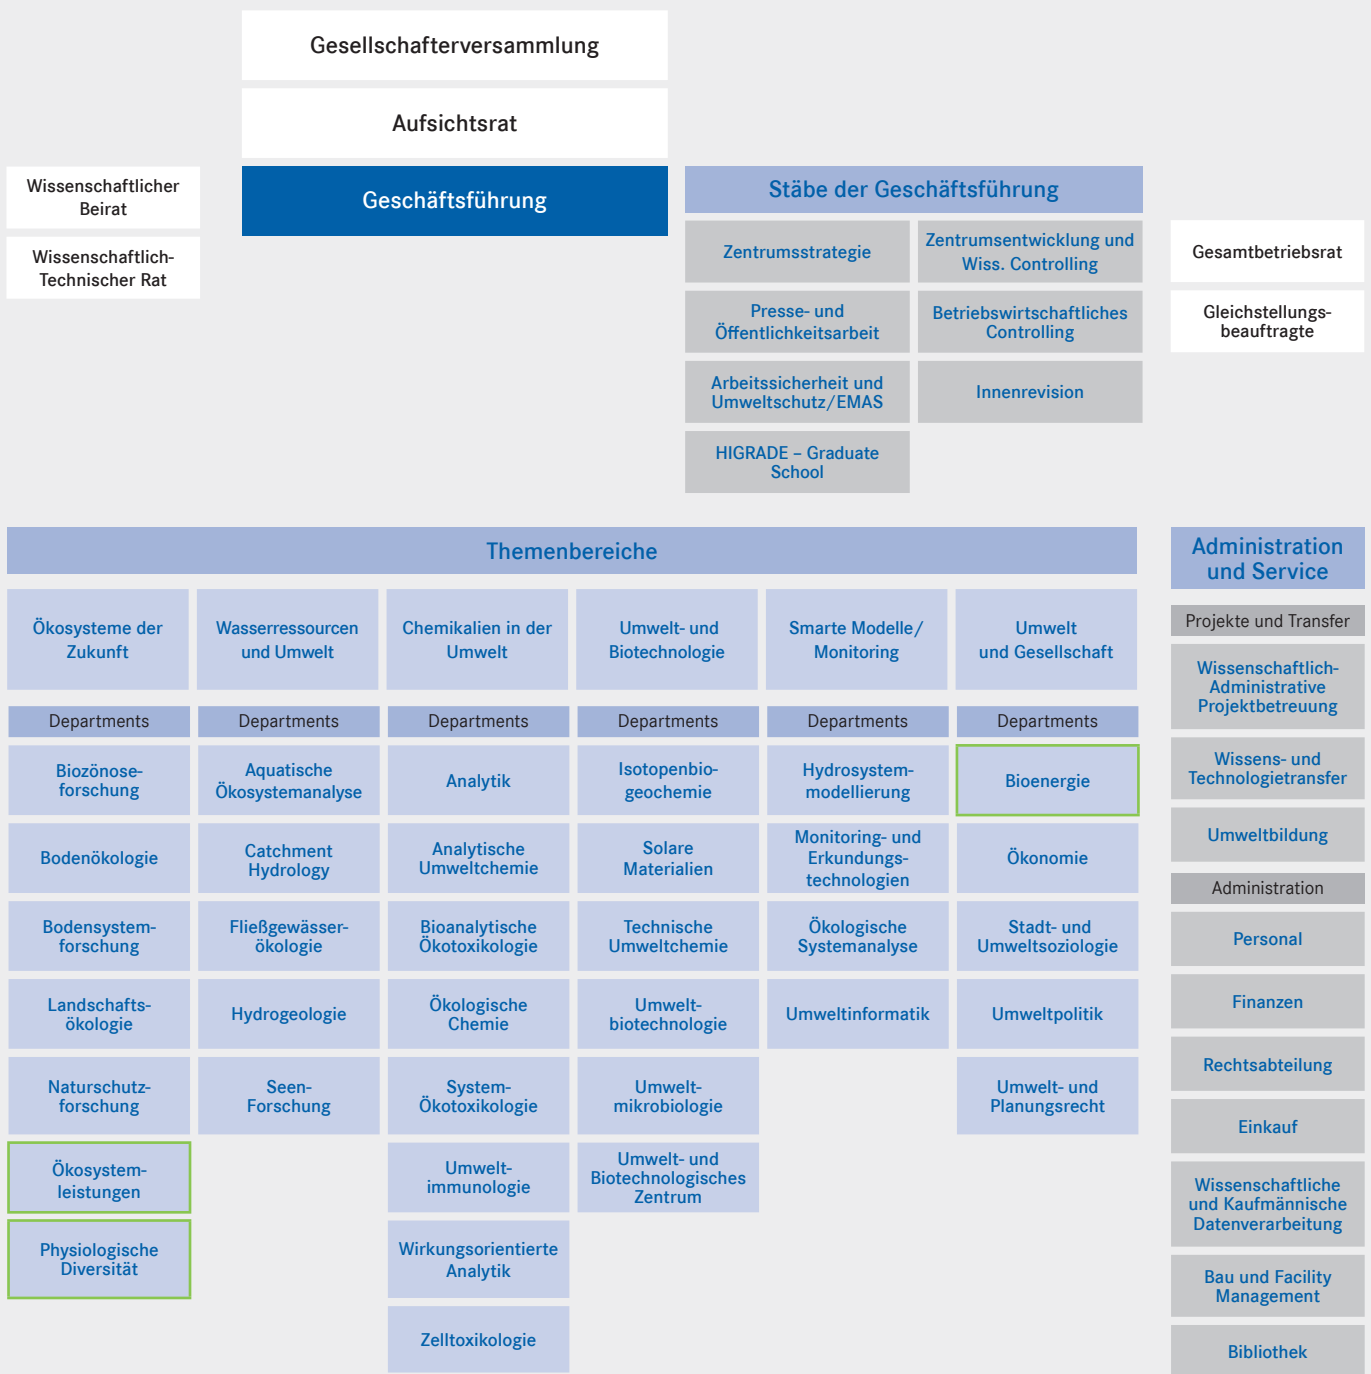 Gesellschafterversammlung
Aufsichtsrat
Geschäftsführung
Wissenschaftlicher
Beirat
Wissenschaftlich-
Technischer Rat
Stäbe der Geschäftsführung
Zentrumsstrategie
Zentrumsentwicklung und
Wiss. Controlling
Presse- und
Öffentlichkeitsarbeit
Betriebswirtschaftliches
Controlling
Arbeitssicherheit und
Umweltschutz/EMAS
Innenrevision
HIGRADE – Graduate
School
Gesamtbetriebsrat
Gleichstellungs-
beauftragte
Themenbereiche
Ökosysteme der
Zukunft
Departments
Biozönose-
forschung
Bodenökologie
Bodensystem-
forschung
Landschafts-
ökologie
Naturschutz-
forschung
Ökosystem-
leistungen
Physiologische
Diversität
Wasserressourcen
und Umwelt
Departments
Aquatische
Ökosystemanalyse
Catchment
Hydrology
Fließgewässer-
ökologie
Hydrogeologie
Seen-
Forschung
Chemikalien in der
Umwelt
Departments
Analytik
Analytische
Umweltchemie
Bioanalytische
Ökotoxikologie
Ökologische
Chemie
System-
Ökotoxikologie
Umwelt-
immunologie
Wirkungsorientierte
Analytik
Zelltoxikologie
Umwelt- und
Biotechnologie
Departments
Isotopenbio-
geochemie
Solare
Materialien
Technische
Umweltchemie
Umwelt-
biotechnologie
Umwelt-
mikrobiologie
Umwelt- und
Biotechnologisches
Zentrum
Smarte Modelle/
Monitoring
Departments
Hydrosystem-
modellierung
Monitoring- und
Erkundungs-
technologien
Ökologische
Systemanalyse
Umweltinformatik
Umwelt
und Gesellschaft
Departments
Bioenergie
Ökonomie
Stadt- und
Umweltsoziologie
Umweltpolitik
Umwelt- und
Planungsrecht
Administration
und Service
Projekte und Transfer
Wissenschaftlich-
Administrative
Projektbetreuung
Wissens- und
Technologietransfer
Umweltbildung
Administration
Personal
Finanzen
Rechtsabteilung
Einkauf
Wissenschaftliche
und Kaufmännische
Datenverarbeitung
Bau und Facility
Management
Bibliothek